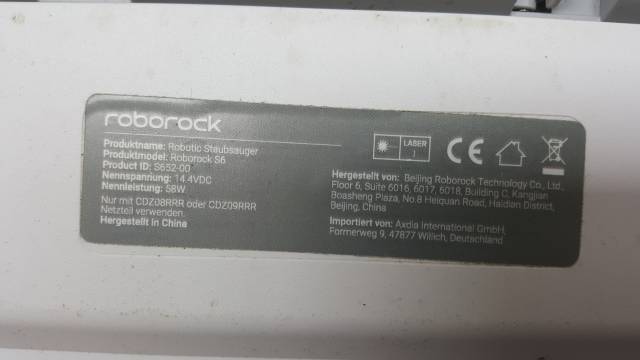 roborock
Produktname: Robotic Staubsauger
Produktmodel: Roborock S6
Product ID: S652-00
Nennspannung: 14.4VDC
Nennleistung: 58W
Nur mit CDZ08RRR oder CDZ09RRR
Netzteil verwenden.
Hergestellt in China
LASER
1
CE
Hergestellt von: Beijing Roborock Technology Co., Ltd.,
Floor 6, Suite 6016, 6017, 6018, Building C, Kangjian
Boasheng Plaza, No.8 Heiquan Road, Haidian District,
Beijing, China
Importiert von: Axdia International GmbH,
Formerweg 9, 47877 Willich, Deutschland